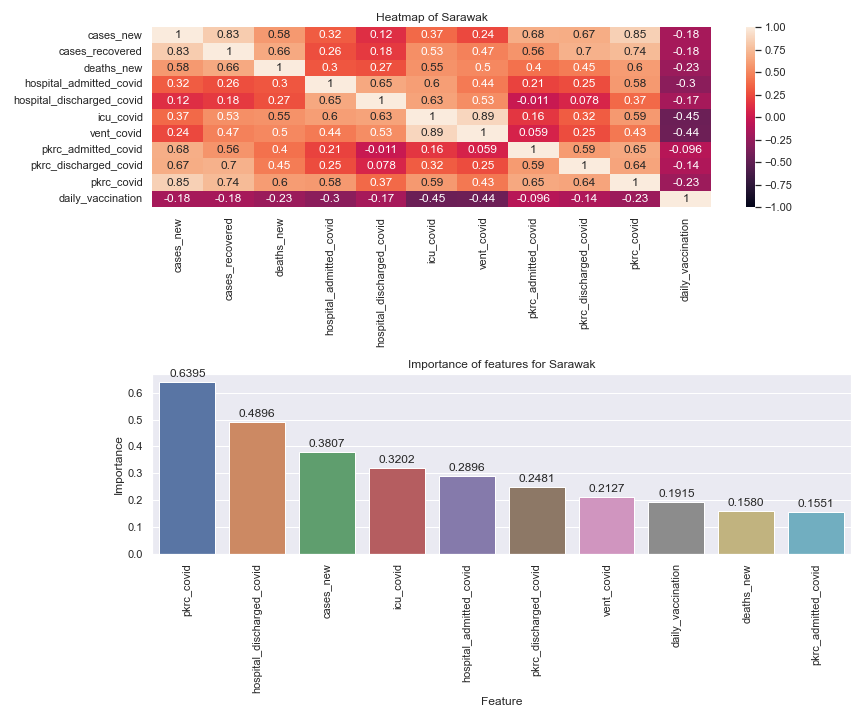 Heatmap of Sarawak
cases_new 1 0.83 0.58 0.32 0.12 0.37 0.24 0.68 0.67 0.85 -0.18
cases_recovered 0.83 1 0.66 0.26 0.18 0.53 0.47 0.56 0.7 0.74 -0.18
deaths_new 0.58 0.66 1 0.3 0.27 0.55 0.5 0.4 0.45 0.6 -0.23
hospital_admitted_covid 0.32 0.26 0.3 1 0.65 0.6 0.44 0.21 0.25 0.58 -0.3
hospital_discharged_covid 0.12 0.18 0.27 0.65 1 0.63 0.53 -0.011 0.078 0.37 -0.17
icu_covid 0.37 0.53 0.55 0.6 0.63 1 0.89 0.16 0.32 0.59 -0.45
vent_covid 0.24 0.47 0.5 0.44 0.53 0.89 1 0.059 0.25 0.43 -0.44
pkrc_admitted_covid 0.68 0.56 0.4 0.21 -0.011 0.16 0.059 1 0.59 0.65 -0.096
pkrc_discharged_covid 0.67 0.7 0.45 0.25 0.078 0.32 0.25 0.59 1 0.64 -0.14
pkrc_covid 0.85 0.74 0.6 0.58 0.37 0.59 0.43 0.65 0.64 1 -0.23
daily_vaccination -0.18 -0.18 -0.23 -0.3 -0.17 -0.45 -0.44 -0.096 -0.14 -0.23 1
cases_new
cases_recovered
deaths_new
hospital_admitted_covid
hospital_discharged_covid
icu_covid
vent_covid
pkrc_admitted_covid
pkrc_discharged_covid
pkrc_covid
daily_vaccination
1.00
0.75
0.50
0.25
0.00
−0.25
−0.50
−0.75
−1.00
Importance of features for Sarawak
Importance
0.6
0.5
0.4
0.3
0.2
0.1
0.0
0.6395
0.4896
0.3807
0.3202
0.2896
0.2481
0.2127
0.1915
0.1580
0.1551
pkrc_covid
hospital_discharged_covid
cases_new
icu_covid
hospital_admitted_covid
pkrc_discharged_covid
vent_covid
daily_vaccination
deaths_new
pkrc_admitted_covid
Feature